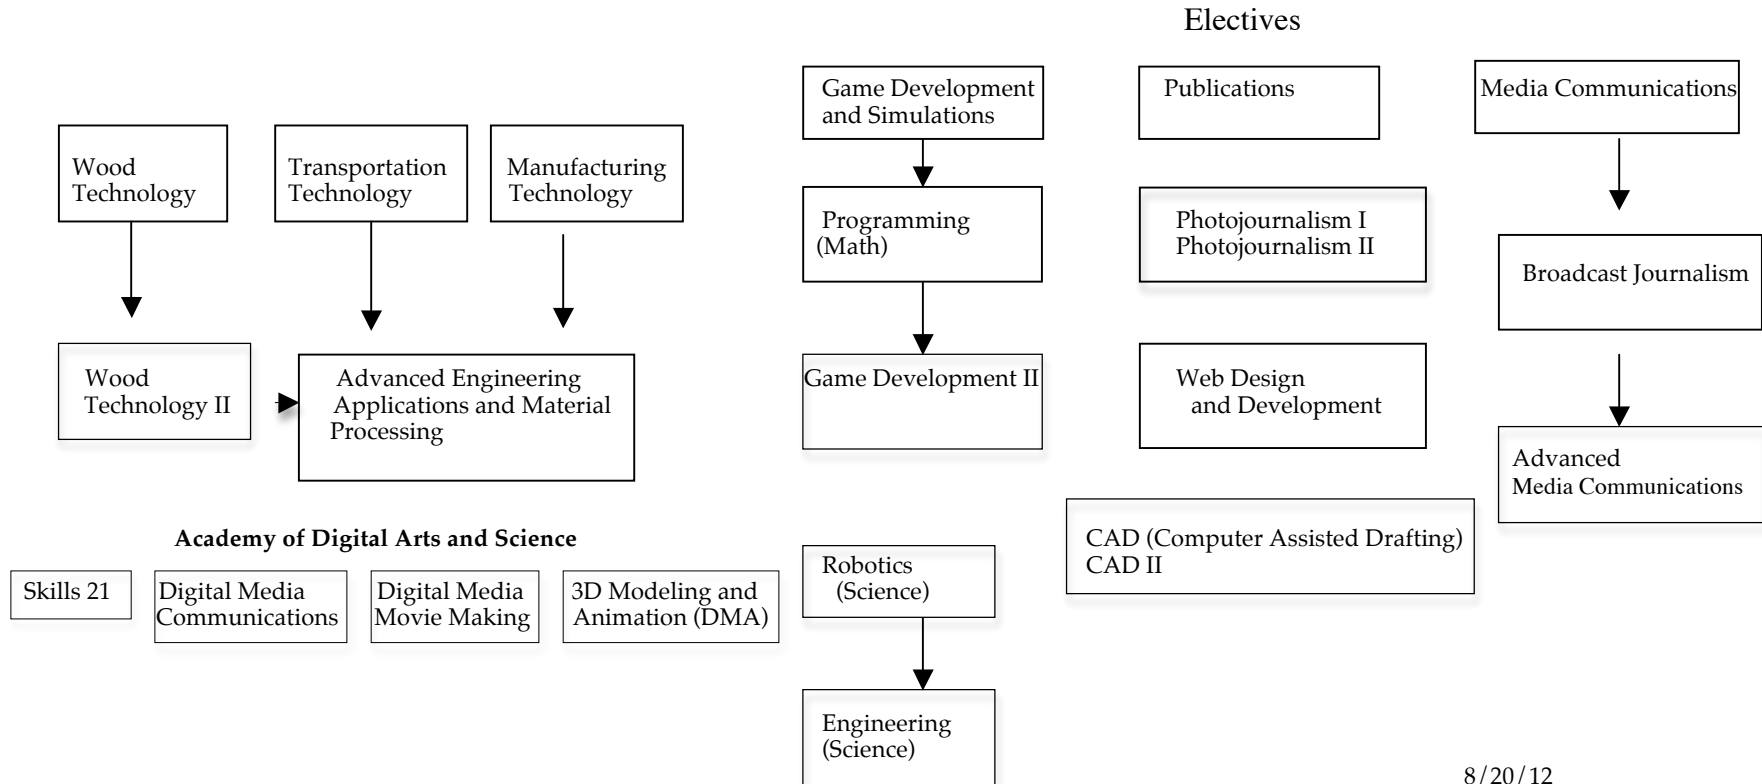 Electives
Game Development
and Simulations
Publications
Media Communications
Wood
Technology
Transportation
Technology
Manufacturing
Technology
Programming
(Math)
Photojournalism I
Photojournalism II
Broadcast Journalism
Wood
Technology II
Advanced Engineering
Applications and Material
Processing
Game Development II
Web Design
and Development
Advanced
Media Communications
Academy of Digital Arts and Science
Skills 21
Digital Media
Communications
Digital Media
Movie Making
3D Modeling and
Animation (DMA)
Robotics
(Science)
CAD (Computer Assisted Drafting)
CAD II
Engineering
(Science)
8/20/12